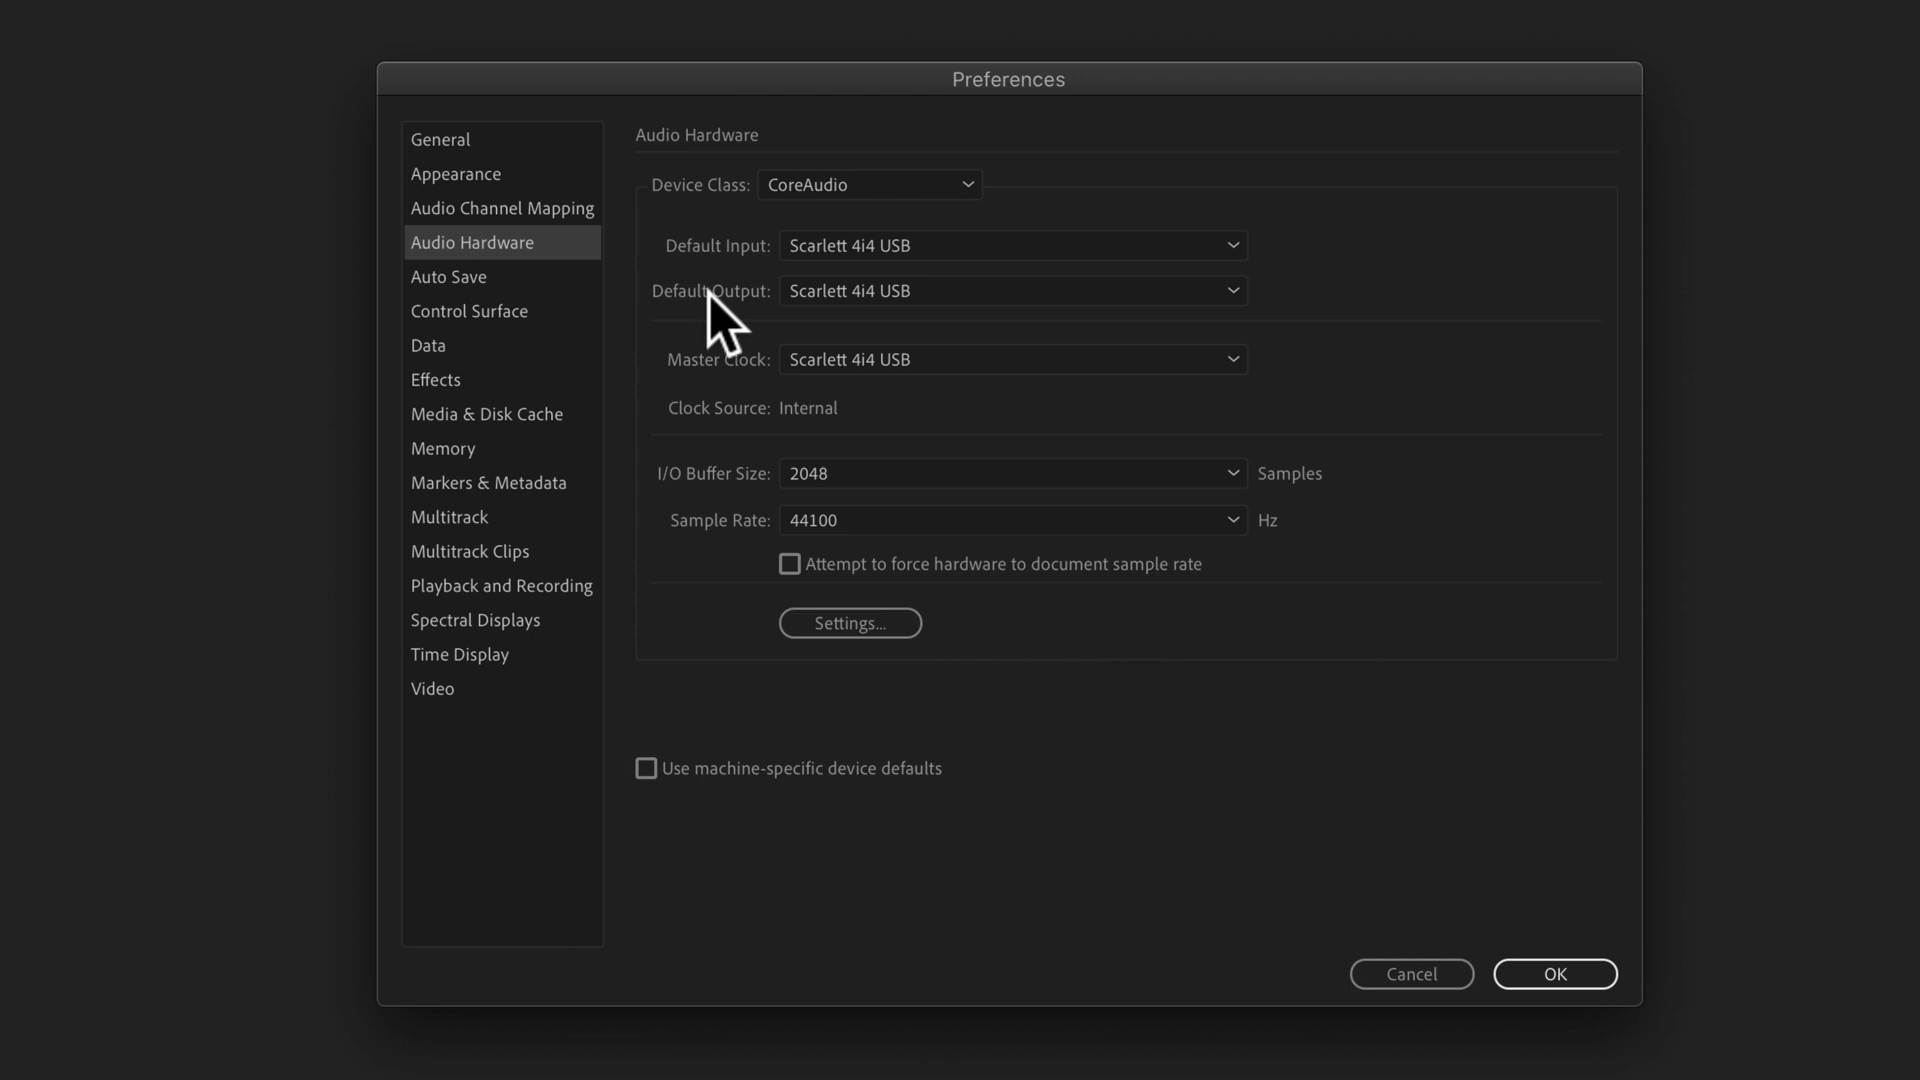 Preferences
General
Appearance
Audio Channel Mapping
Audio Hardware
Auto Save
Control Surface
Data
Effects
Media & Disk Cache
Memory
Markers & Metadata
Multitrack
Multitrack Clips
Playback and Recording
Spectral Displays
Time Display
Video
Audio Hardware
Device Class: CoreAudio
Default Input: Scarlett 4i4 USB
Default Output: Scarlett 4i4 USB
Master Clock: Scarlett 4i4 USB
Clock Source: Internal
I/O Buffer Size: 2048 Samples
Sample Rate: 44100 Hz
Attempt to force hardware to document sample rate
Settings...
Use machine-specific device defaults
Cancel OK